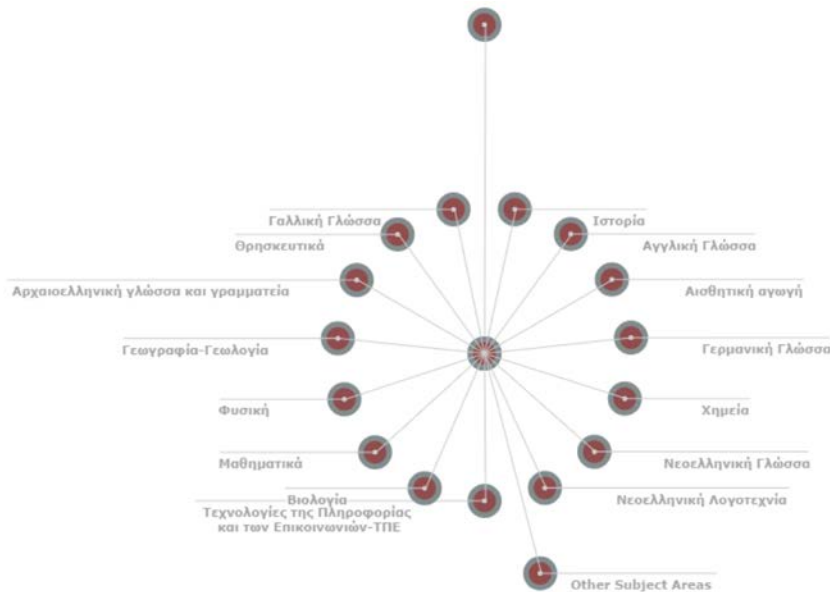 Γαλλική Γλώσσα
Ιστορία
Θρησκευτικά
Αγγλική Γλώσσα
Αρχαιοελληνική γλώσσα και γραμματεία
Αισθητική αγωγή
Γεωγραφία-Γεωλογία
Γερμανική Γλώσσα
Φυσική
Χημεία
Μαθηματικά
Νεοελληνική Γλώσσα
Βιολογία
Νεοελληνική Λογοτεχνία
Τεχνολογίες της Πληροφορίας
και των Επικοινωνιών-ΤΠΕ
Other Subject Areas